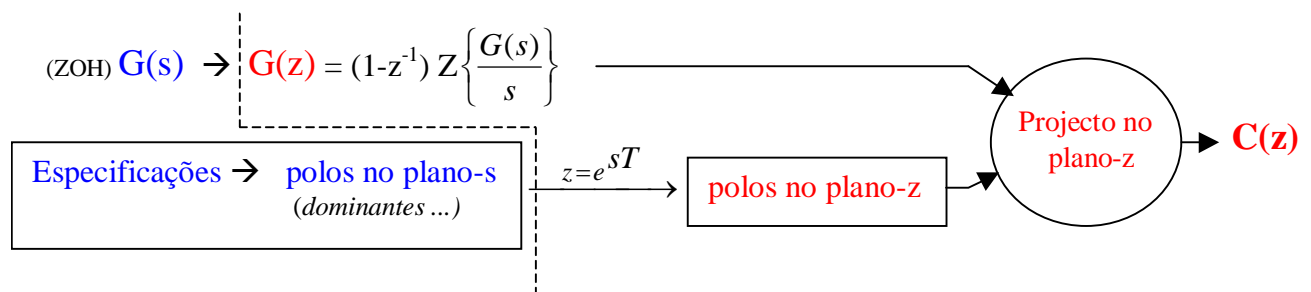 (ZOH) G(s) → G(z) = (1-z⁻¹) Z{G(s)/s}
Especificações → polos no plano-s
(dominantes ...)
z=e^sT
polos no plano-z
Projecto no
plano-z
C(z)